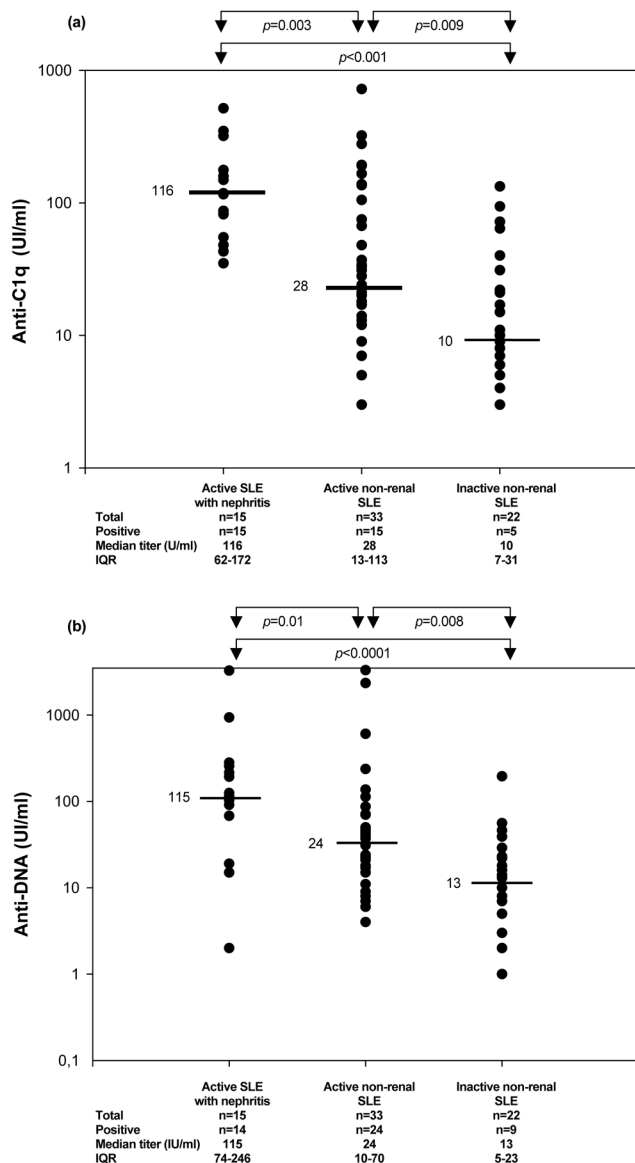 (a)
p=0.003 p=0.009
p<0.001
1000
100
10
1
Anti-C1q (UI/ml)
116
28
10
Active SLE with nephritis Active non-renal SLE Inactive non-renal SLE
Total n=15 n=33 n=22
Positive n=15 n=15 n=5
Median titer (U/ml) 116 28 10
IQR 62-172 13-113 7-31
(b)
p=0.01 p=0.008
p<0.0001
1000
100
10
1
0,1
Anti-DNA (UI/ml)
115
24
13
Active SLE with nephritis Active non-renal SLE Inactive non-renal SLE
Total n=15 n=33 n=22
Positive n=14 n=24 n=9
Median titer (IU/ml) 115 24 13
IQR 74-246 10-70 5-23